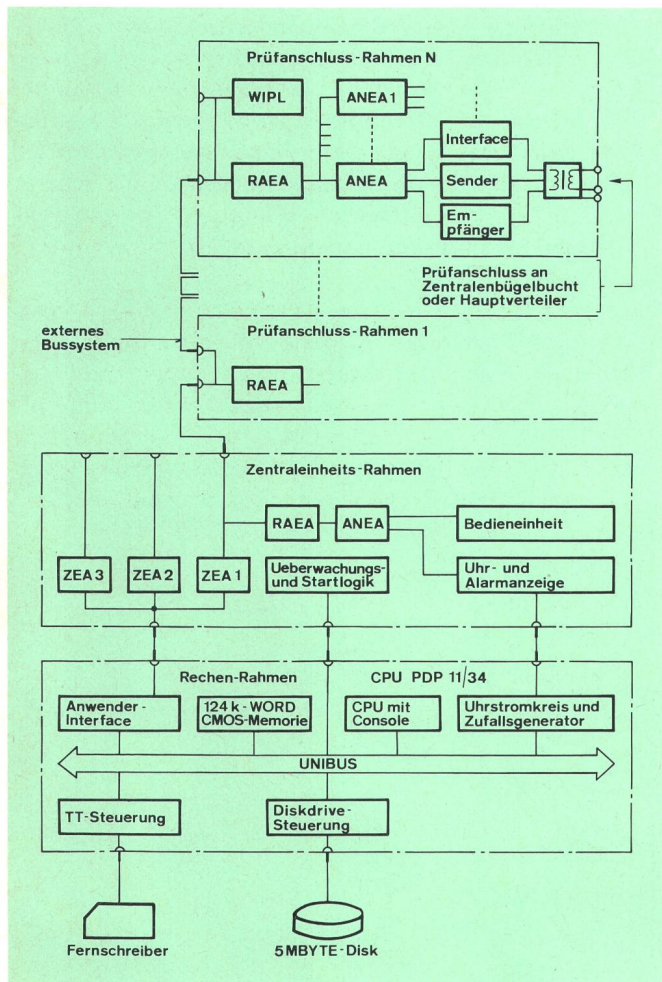 Prüfanschluss-Rahmen N
WIPL
ANEA 1
Interface
RAEA
ANEA
Sender
Em-
pfänger
Prüfanschluss an
Zentralenbügelbucht
oder Hauptverteiler
externes
Bussystem
Prüfanschluss-Rahmen 1
RAEA
Zentraleinheits-Rahmen
RAEA
ANEA
Bedieneinheit
ZEA 3
ZEA 2
ZEA 1
Ueberwachungs-
und Startlogik
Uhr- und
Alarmanzeige
Rechen-Rahmen
CPU PDP 11/34
Anwender-
Interface
124 k-WORD
CMOS-Memorie
CPU mit
Console
Uhrstromkreis und
Zufallsgenerator
UNIBUS
TT-Steuerung
Diskdrive-
Steuerung
Fernschreiber
5MBYTE-Disk